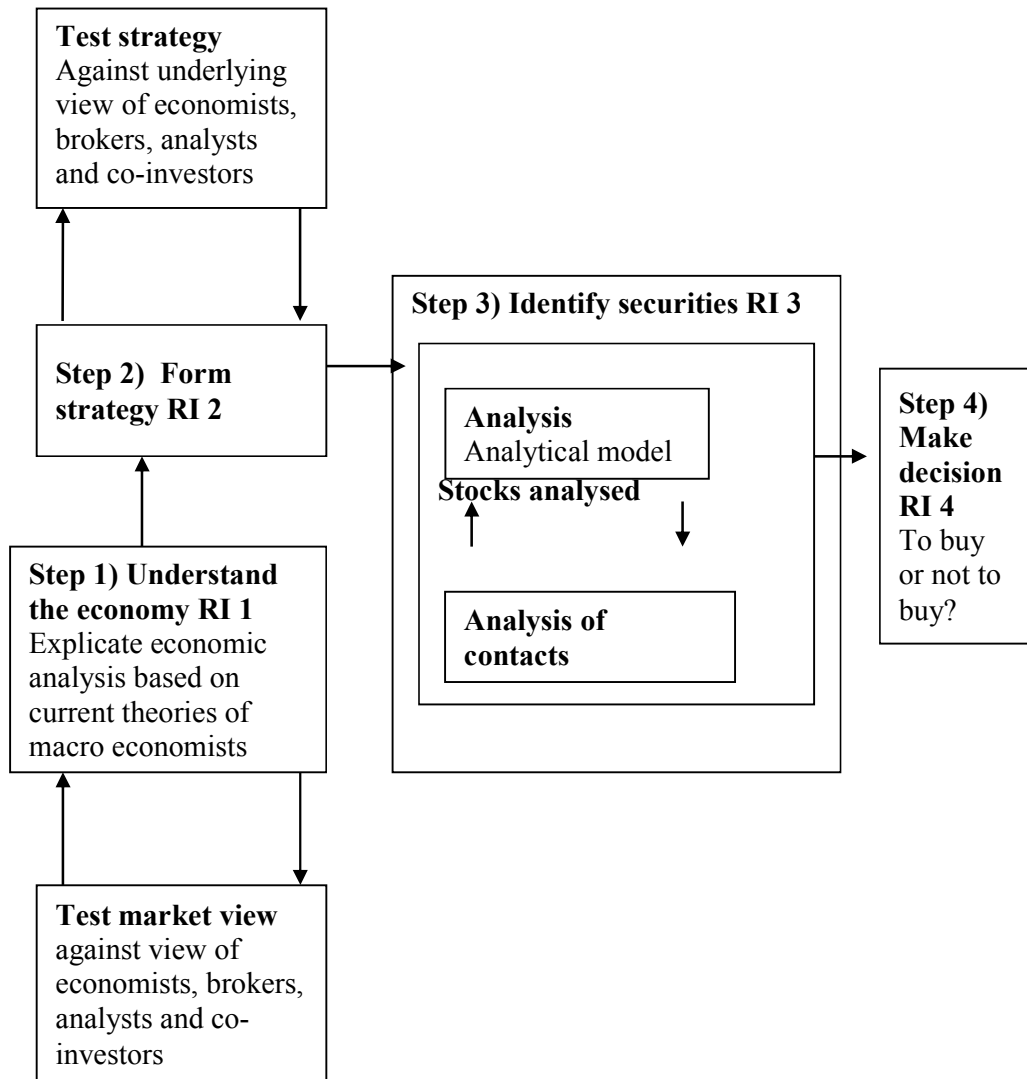 Test strategy
Against underlying
view of economists,
brokers, analysts
and co-investors
Step 2)  Form
strategy RI 2
Step 1) Understand
the economy RI 1
Explicate economic
analysis based on
current theories of
macro economists
Test market view
against view of
economists, brokers,
analysts and co-
investors
Step 3) Identify securities RI 3
Analysis
Analytical model
Stocks analysed
Analysis of
contacts
Step 4)
Make
decision
RI 4
To buy
or not to
buy?